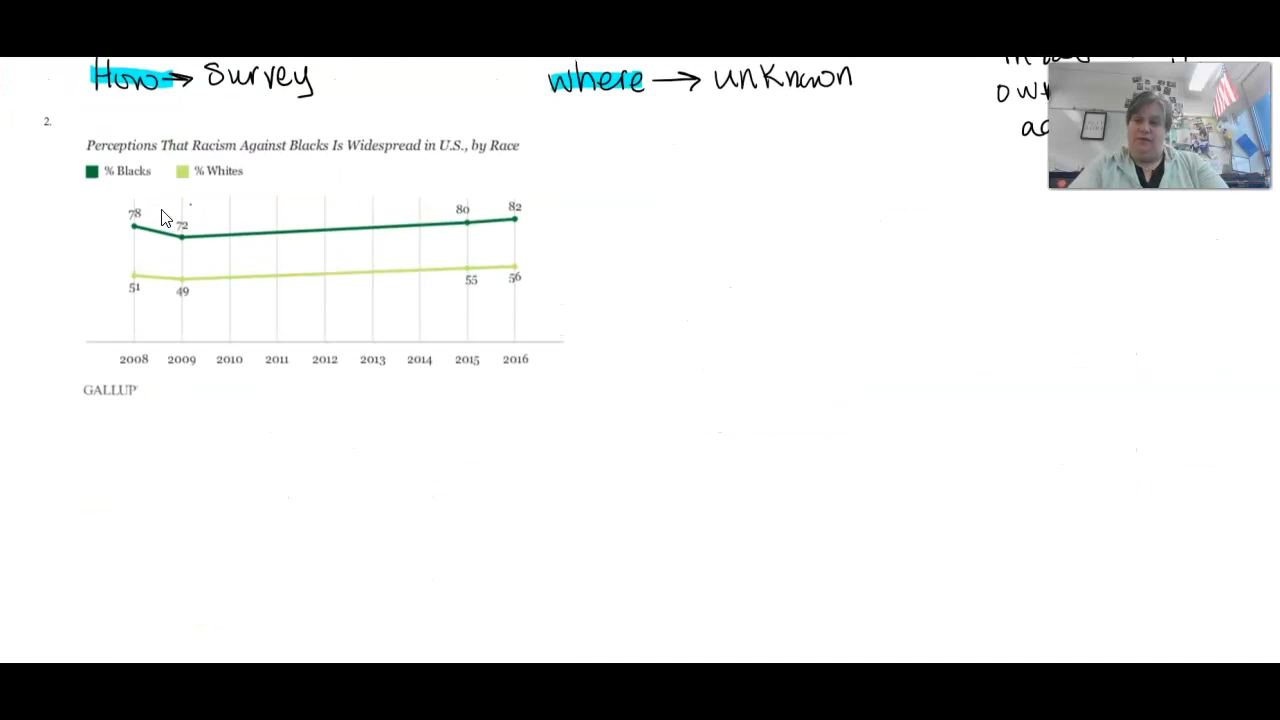 How → Survey
where → unknown
2.
Perceptions That Racism Against Blacks Is Widespread in U.S., by Race
% Blacks % Whites
78 72 80 82
51 49 55 56
2008 2009 2010 2011 2012 2013 2014 2015 2016
GALLUP